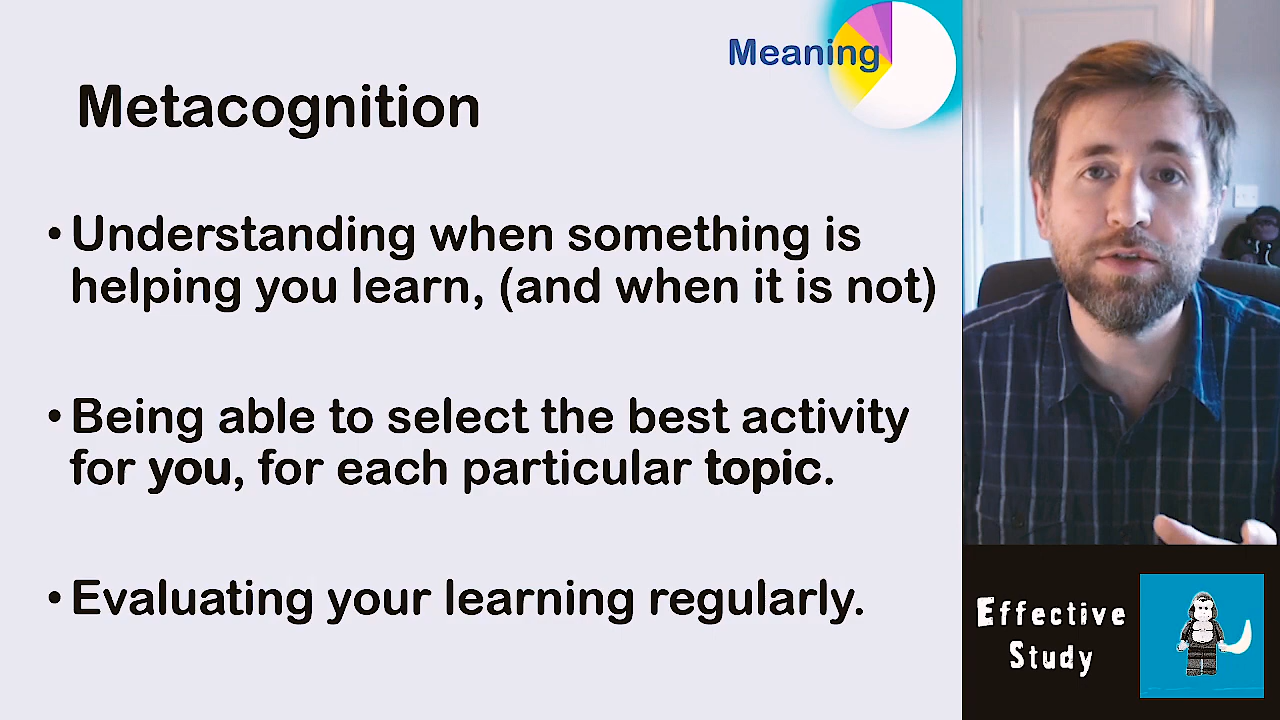 Meaning
Metacognition
• Understanding when something is
helping you learn, (and when it is not)
• Being able to select the best activity
for you, for each particular topic.
• Evaluating your learning regularly.
Effective
Study